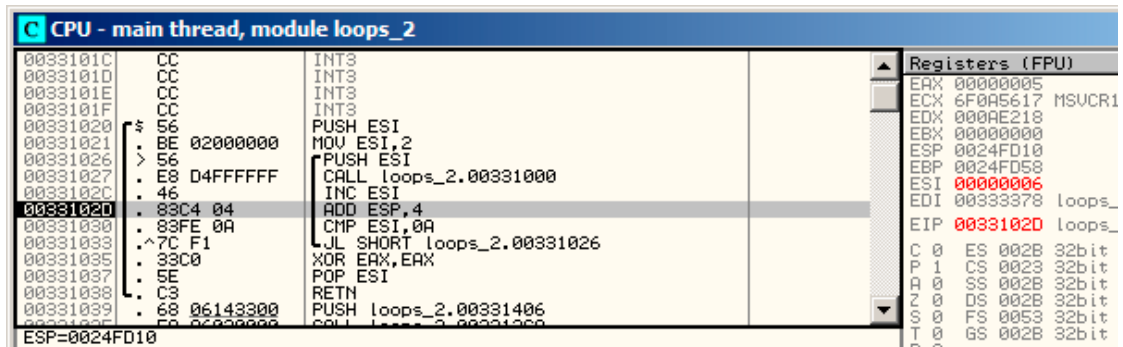 C CPU - main thread, module loops_2
0033101C CC INT3
0033101D CC INT3
0033101E CC INT3
0033101F CC INT3
00331020 $ 56 PUSH ESI
00331021 . BE 02000000 MOV ESI,2
00331026 > 56 PUSH ESI
00331027 . E8 D4FFFFFF CALL loops_2.00331000
0033102C . 46 INC ESI
0033102D . 83C4 04 ADD ESP,4
00331030 . 83FE 0A CMP ESI,0A
00331033 .^7C F1 JL SHORT loops_2.00331026
00331035 . 33C0 XOR EAX,EAX
00331037 . 5E POP ESI
00331038 . C3 RETN
00331039 . 68 06143300 PUSH loops_2.00331406
ESP=0024FD10
Registers (FPU)
EAX 00000005
ECX 6F0A5617 MSVCR1
EDX 000AE218
EBX 00000000
ESP 0024FD10
EBP 0024FD58
ESI 00000006
EDI 00333378 loops_
EIP 0033102D loops_
C 0 ES 002B 32bit
P 1 CS 0023 32bit
A 0 SS 002B 32bit
Z 0 DS 002B 32bit
S 0 FS 0053 32bit
T 0 GS 002B 32bit